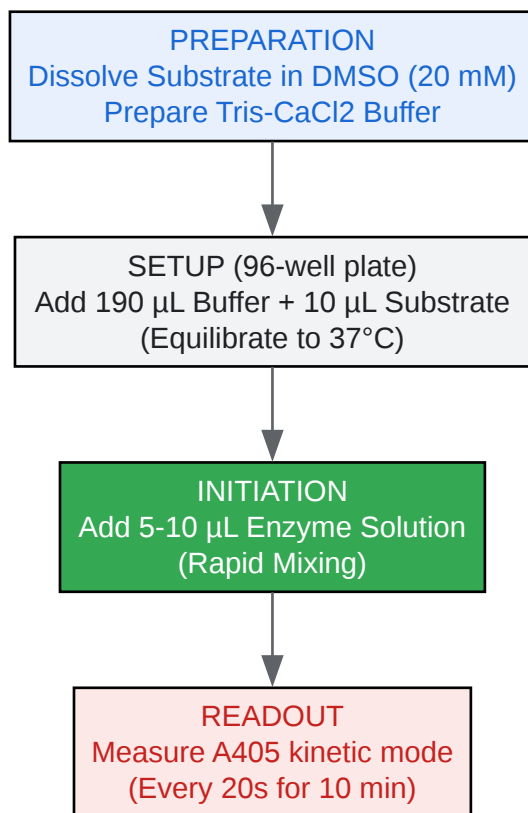 PREPARATION
Dissolve Substrate in DMSO (20 mM)
Prepare Tris-CaCl2 Buffer
SETUP (96-well plate)
Add 190 µL Buffer + 10 µL Substrate
(Equilibrate to 37°C)
INITIATION
Add 5-10 µL Enzyme Solution
(Rapid Mixing)
READOUT
Measure A405 kinetic mode
(Every 20s for 10 min)